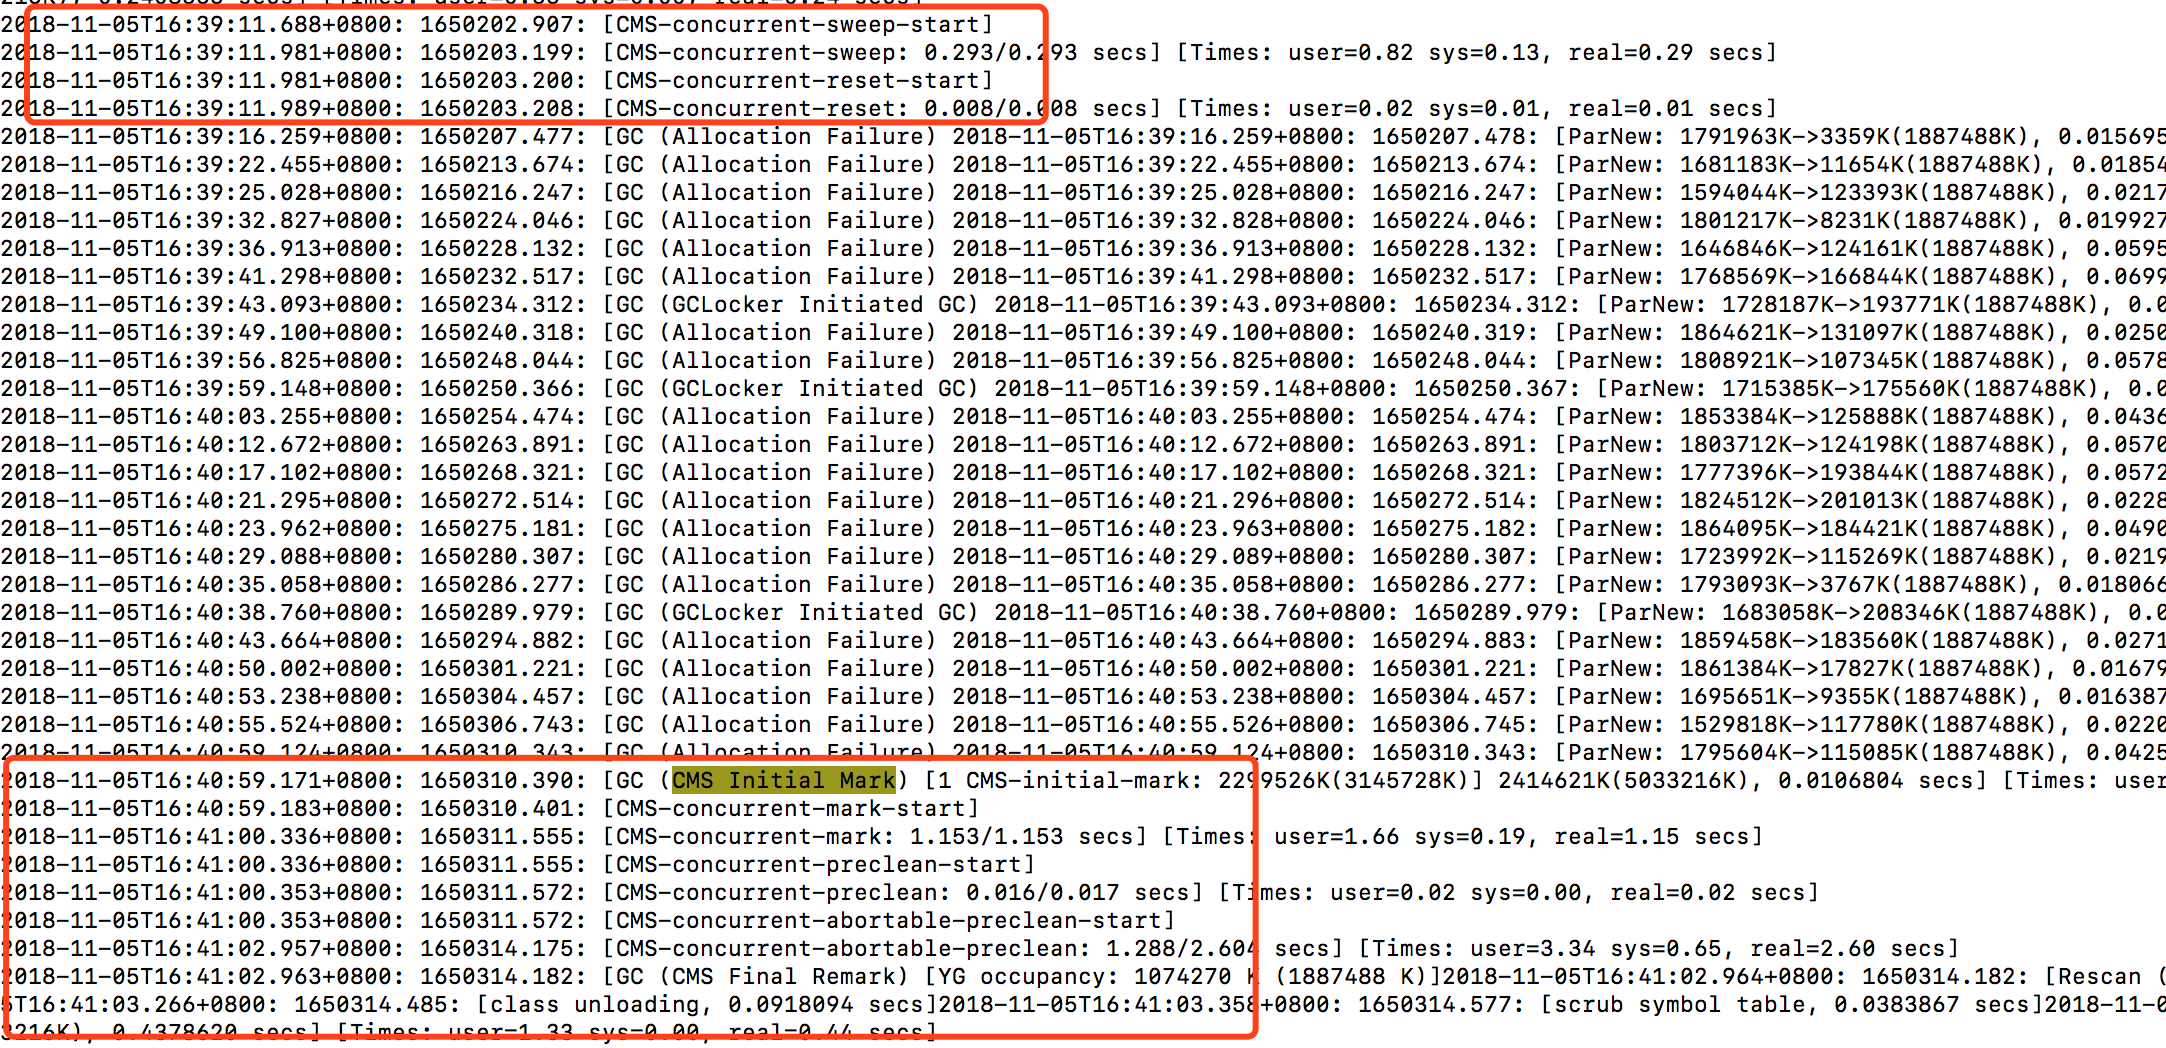 2018-11-05T16:39:11.688+0800: 1650202.907: [CMS-concurrent-sweep-start]
2018-11-05T16:39:11.981+0800: 1650203.199: [CMS-concurrent-sweep: 0.293/0.293 secs] [Times: user=0.82 sys=0.13, real=0.29 secs]
2018-11-05T16:39:11.981+0800: 1650203.200: [CMS-concurrent-reset-start]
2018-11-05T16:39:11.989+0800: 1650203.208: [CMS-concurrent-reset: 0.008/0.008 secs] [Times: user=0.02 sys=0.01, real=0.01 secs]
2018-11-05T16:39:16.259+0800: 1650207.477: [GC (Allocation Failure) 2018-11-05T16:39:16.259+0800: 1650207.478: [ParNew: 1791963K->3359K(1887488K), 0.015695
2018-11-05T16:39:22.455+0800: 1650213.674: [GC (Allocation Failure) 2018-11-05T16:39:22.455+0800: 1650213.674: [ParNew: 1681183K->11654K(1887488K), 0.01854
2018-11-05T16:39:25.028+0800: 1650216.247: [GC (Allocation Failure) 2018-11-05T16:39:25.028+0800: 1650216.247: [ParNew: 1594044K->123393K(1887488K), 0.0217
2018-11-05T16:39:32.827+0800: 1650224.046: [GC (Allocation Failure) 2018-11-05T16:39:32.828+0800: 1650224.046: [ParNew: 1801217K->8231K(1887488K), 0.019927
2018-11-05T16:39:36.913+0800: 1650228.132: [GC (Allocation Failure) 2018-11-05T16:39:36.913+0800: 1650228.132: [ParNew: 1646846K->124161K(1887488K), 0.0595
2018-11-05T16:39:41.298+0800: 1650232.517: [GC (Allocation Failure) 2018-11-05T16:39:41.298+0800: 1650232.517: [ParNew: 1768569K->166844K(1887488K), 0.0699
2018-11-05T16:39:43.093+0800: 1650234.312: [GC (GCLocker Initiated GC) 2018-11-05T16:39:43.093+0800: 1650234.312: [ParNew: 1728187K->193771K(1887488K), 0.0
2018-11-05T16:39:49.100+0800: 1650240.318: [GC (Allocation Failure) 2018-11-05T16:39:49.100+0800: 1650240.319: [ParNew: 1864621K->131097K(1887488K), 0.0250
2018-11-05T16:39:56.825+0800: 1650248.044: [GC (Allocation Failure) 2018-11-05T16:39:56.825+0800: 1650248.044: [ParNew: 1808921K->107345K(1887488K), 0.0578
2018-11-05T16:39:59.148+0800: 1650250.366: [GC (GCLocker Initiated GC) 2018-11-05T16:39:59.148+0800: 1650250.367: [ParNew: 1715385K->175560K(1887488K), 0.0
2018-11-05T16:40:03.255+0800: 1650254.474: [GC (Allocation Failure) 2018-11-05T16:40:03.255+0800: 1650254.474: [ParNew: 1853384K->125888K(1887488K), 0.0436
2018-11-05T16:40:12.672+0800: 1650263.891: [GC (Allocation Failure) 2018-11-05T16:40:12.672+0800: 1650263.891: [ParNew: 1803712K->124198K(1887488K), 0.0570
2018-11-05T16:40:17.102+0800: 1650268.321: [GC (Allocation Failure) 2018-11-05T16:40:17.102+0800: 1650268.321: [ParNew: 1777396K->193844K(1887488K), 0.0572
2018-11-05T16:40:21.295+0800: 1650272.514: [GC (Allocation Failure) 2018-11-05T16:40:21.296+0800: 1650272.514: [ParNew: 1824512K->201013K(1887488K), 0.0228
2018-11-05T16:40:23.962+0800: 1650275.181: [GC (Allocation Failure) 2018-11-05T16:40:23.963+0800: 1650275.182: [ParNew: 1864095K->184421K(1887488K), 0.0490
2018-11-05T16:40:29.088+0800: 1650280.307: [GC (Allocation Failure) 2018-11-05T16:40:29.089+0800: 1650280.307: [ParNew: 1723992K->115269K(1887488K), 0.0219
2018-11-05T16:40:35.058+0800: 1650286.277: [GC (Allocation Failure) 2018-11-05T16:40:35.058+0800: 1650286.277: [ParNew: 1793093K->3767K(1887488K), 0.018066
2018-11-05T16:40:38.760+0800: 1650289.979: [GC (GCLocker Initiated GC) 2018-11-05T16:40:38.760+0800: 1650289.979: [ParNew: 1683058K->208346K(1887488K), 0.0
2018-11-05T16:40:43.664+0800: 1650294.882: [GC (Allocation Failure) 2018-11-05T16:40:43.664+0800: 1650294.883: [ParNew: 1859458K->183560K(1887488K), 0.0271
2018-11-05T16:40:50.002+0800: 1650301.221: [GC (Allocation Failure) 2018-11-05T16:40:50.002+0800: 1650301.221: [ParNew: 1861384K->17827K(1887488K), 0.01679
2018-11-05T16:40:53.238+0800: 1650304.457: [GC (Allocation Failure) 2018-11-05T16:40:53.238+0800: 1650304.457: [ParNew: 1695651K->9355K(1887488K), 0.016387
2018-11-05T16:40:55.524+0800: 1650306.743: [GC (Allocation Failure) 2018-11-05T16:40:55.526+0800: 1650306.745: [ParNew: 1529818K->117780K(1887488K), 0.0220
2018-11-05T16:40:59.124+0800: 1650310.343: [GC (Allocation Failure) 2018-11-05T16:40:59.124+0800: 1650310.343: [ParNew: 1795604K->115085K(1887488K), 0.0425
2018-11-05T16:40:59.171+0800: 1650310.390: [GC (CMS Initial Mark) [1 CMS-initial-mark: 2299526K(3145728K)] 2414621K(5033216K), 0.0106804 secs] [Times: user
2018-11-05T16:40:59.183+0800: 1650310.401: [CMS-concurrent-mark-start]
2018-11-05T16:41:00.336+0800: 1650311.555: [CMS-concurrent-mark: 1.153/1.153 secs] [Times: user=1.66 sys=0.19, real=1.15 secs]
2018-11-05T16:41:00.336+0800: 1650311.555: [CMS-concurrent-preclean-start]
2018-11-05T16:41:00.353+0800: 1650311.572: [CMS-concurrent-preclean: 0.016/0.017 secs] [Times: user=0.02 sys=0.00, real=0.02 secs]
2018-11-05T16:41:00.353+0800: 1650311.572: [CMS-concurrent-abortable-preclean-start]
2018-11-05T16:41:02.957+0800: 1650314.175: [CMS-concurrent-abortable-preclean: 1.288/2.604 secs] [Times: user=3.34 sys=0.65, real=2.60 secs]
2018-11-05T16:41:02.963+0800: 1650314.182: [GC (CMS Final Remark) [YG occupancy: 1074270 K (1887488 K)]2018-11-05T16:41:02.964+0800: 1650314.182: [Rescan (
5T16:41:03.266+0800: 1650314.485: [class unloading, 0.0918094 secs]2018-11-05T16:41:03.358+0800: 1650314.577: [scrub symbol table, 0.0383867 secs]2018-11-0
3216K), 0.4378620 secs] [Times: user=1.33 sys=0.00, real=0.44 secs]